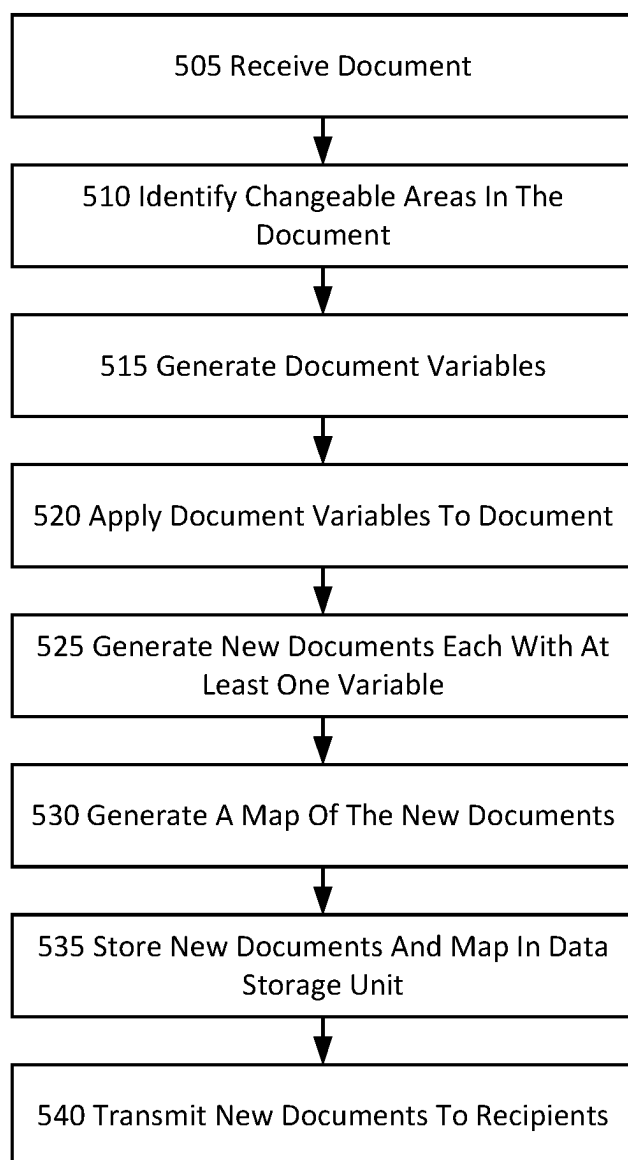 505 Receive Document
510 Identify Changeable Areas In The
Document
515 Generate Document Variables
520 Apply Document Variables To Document
525 Generate New Documents Each With At
Least One Variable
530 Generate A Map Of The New Documents
535 Store New Documents And Map In Data
Storage Unit
540 Transmit New Documents To Recipients